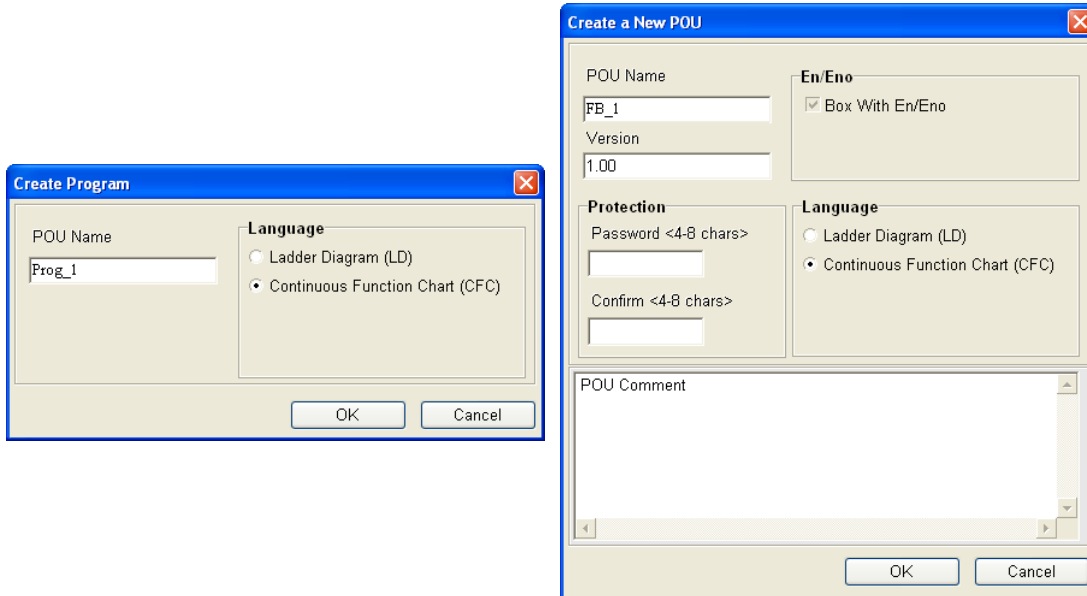 Create Program
POU Name
Prog_1
Language
Ladder Diagram (LD)
Continuous Function Chart (CFC)
OK
Cancel
Create a New POU
POU Name
FB_1
Version
1.00
En/Eno
Box With En/Eno
Protection
Password <4-8 chars>
Confirm <4-8 chars>
Language
Ladder Diagram (LD)
Continuous Function Chart (CFC)
POU Comment
OK
Cancel